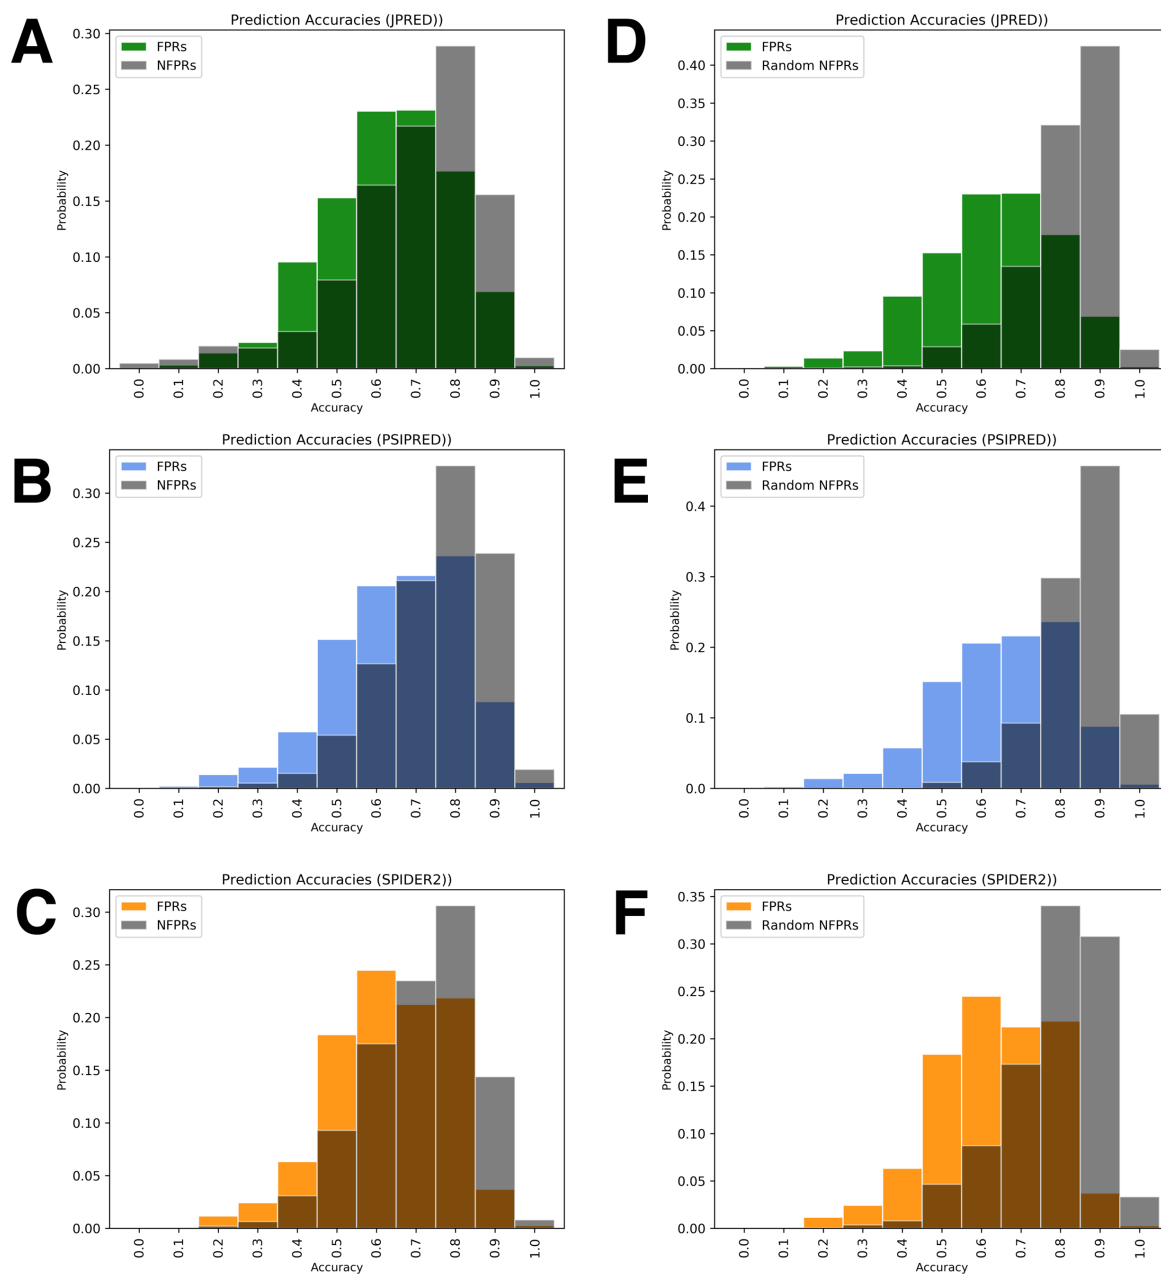 A
Prediction Accuracies (JPRED))
FPRs
NFPRs
0.30
0.25
0.20
0.15
0.10
0.05
0.00
Probability
0.0 0.1 0.2 0.3 0.4 0.5 0.6 0.7 0.8 0.9 1.0
Accuracy
D
Prediction Accuracies (JPRED))
FPRs
Random NFPRs
0.40
0.35
0.30
0.25
0.20
0.15
0.10
0.05
0.00
Probability
0.0 0.1 0.2 0.3 0.4 0.5 0.6 0.7 0.8 0.9 1.0
Accuracy
B
Prediction Accuracies (PSIPRED))
FPRs
NFPRs
0.30
0.25
0.20
0.15
0.10
0.05
0.00
Probability
0.0 0.1 0.2 0.3 0.4 0.5 0.6 0.7 0.8 0.9 1.0
Accuracy
E
Prediction Accuracies (PSIPRED))
FPRs
Random NFPRs
0.4
0.3
0.2
0.1
0.0
Probability
0.0 0.1 0.2 0.3 0.4 0.5 0.6 0.7 0.8 0.9 1.0
Accuracy
C
Prediction Accuracies (SPIDER2))
FPRs
NFPRs
0.30
0.25
0.20
0.15
0.10
0.05
0.00
Probability
0.0 0.1 0.2 0.3 0.4 0.5 0.6 0.7 0.8 0.9 1.0
Accuracy
F
Prediction Accuracies (SPIDER2))
FPRs
Random NFPRs
0.35
0.30
0.25
0.20
0.15
0.10
0.05
0.00
Probability
0.0 0.1 0.2 0.3 0.4 0.5 0.6 0.7 0.8 0.9 1.0
Accuracy